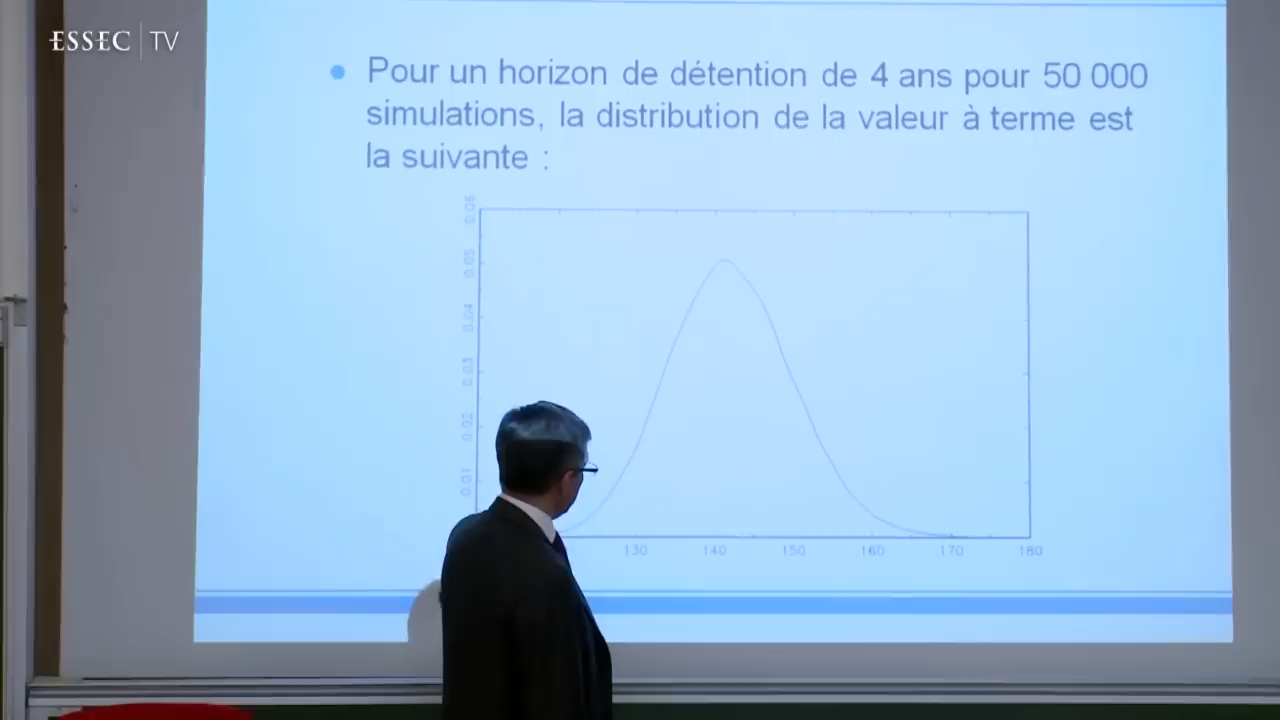 ESSEC TV
• Pour un horizon de détention de 4 ans pour 50 000
simulations, la distribution de la valeur à terme est
la suivante :
0.06
0.05
0.04
0.03
0.02
0.01
130 140 150 160 170 180